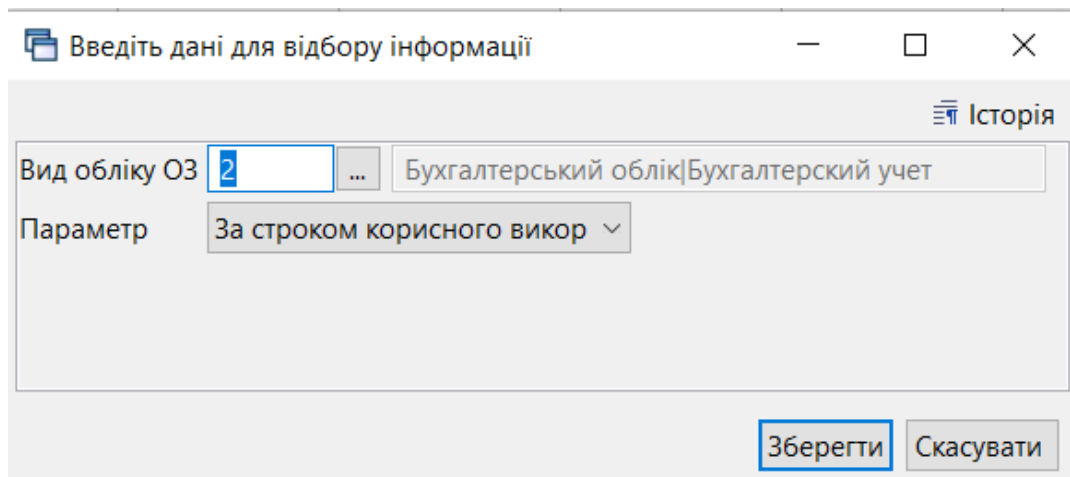 Введіть дані для відбору інформації
Історія
Вид обліку ОЗ 2 ... Бухгалтерський облік|Бухгалтерский учет
Параметр За строком корисного викор
Зберегти Скасувати